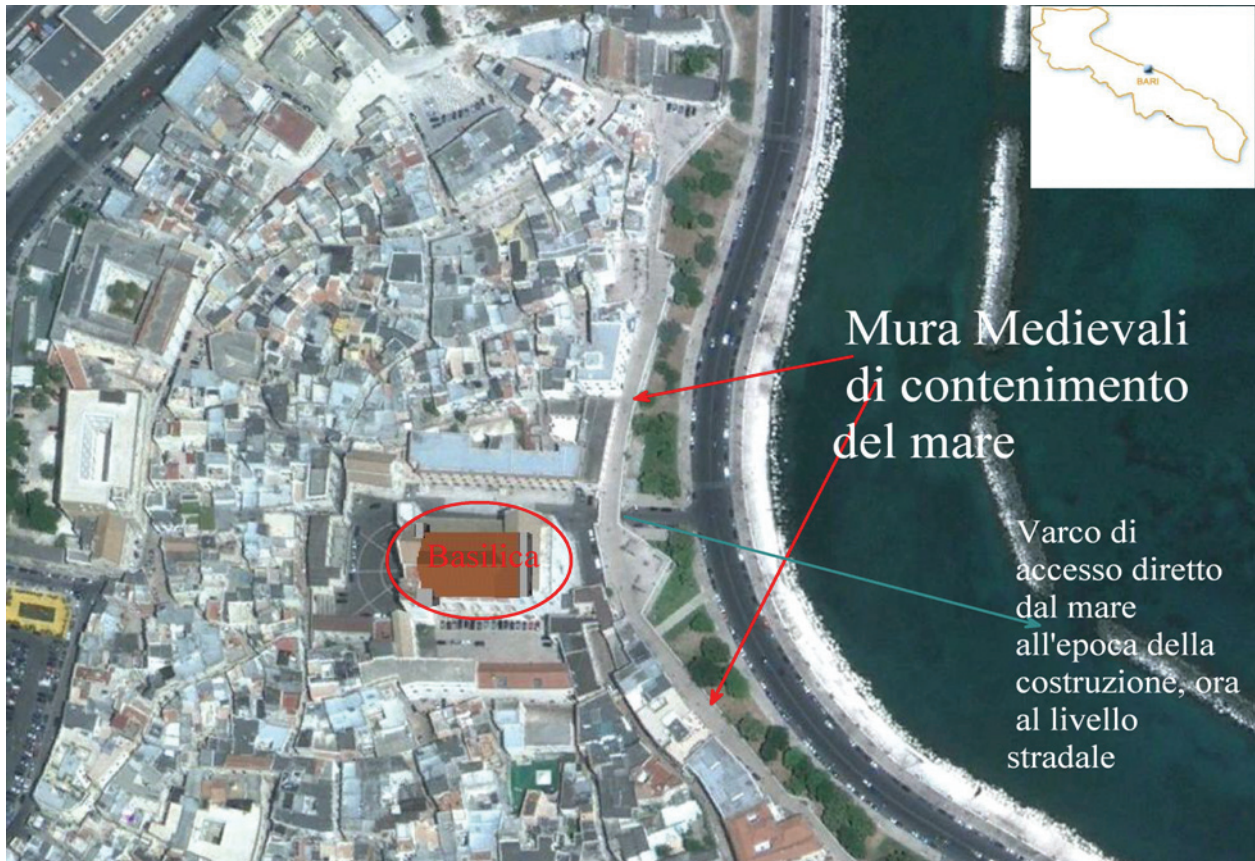 BARI
Mura Medievali
di contenimento
del mare
Basilica
Varco di
accesso diretto
dal mare
all'epoca della
costruzione, ora
al livello
stradale